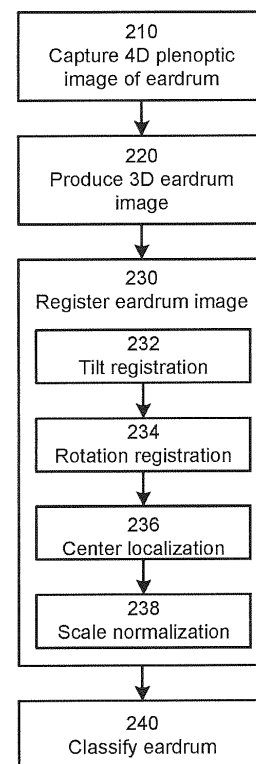 210
Capture 4D plenoptic
image of eardrum
220
Produce 3D eardrum
image
230
Register eardrum image
232
Tilt registration
234
Rotation registration
236
Center localization
238
Scale normalization
240
Classify eardrum